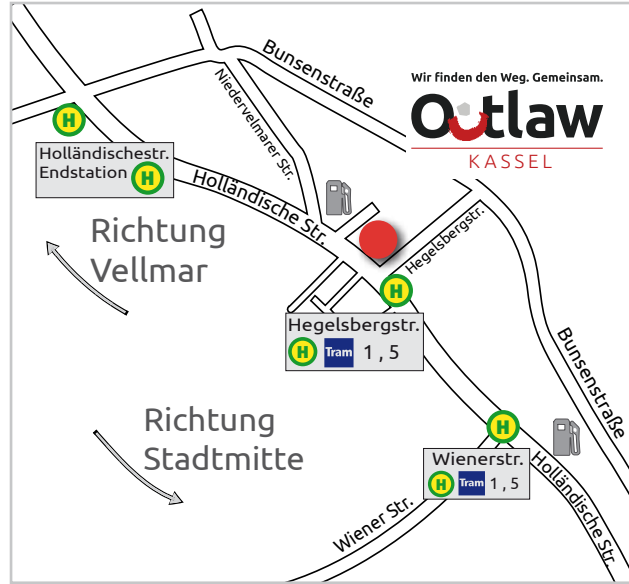 Bunsenstraße
Wir finden den Weg. Gemeinsam.
Outlaw
KASSEL
Niedervelmarer Str.
H
Holländischestr.
Endstation H
Holländische Str.
Hegelsbergstr.
Richtung
Vellmar
H
Hegelsbergstr.
H Tram 1 , 5
Bunsenstraße
Richtung
Stadtmitte
H
Wienerstr.
H Tram 1 , 5
Holländische Str.
Wiener Str.